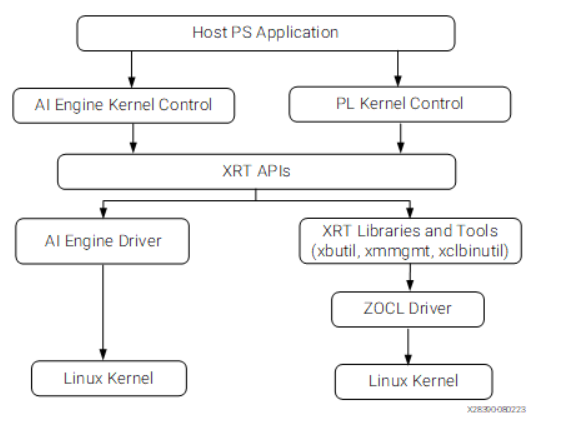 Host PS Application
AI Engine Kernel Control
PL Kernel Control
XRT APIs
AI Engine Driver
XRT Libraries and Tools
(xbutil, xmmgmt, xclbinutil)
ZOCL Driver
Linux Kernel
Linux Kernel
X28390-080223